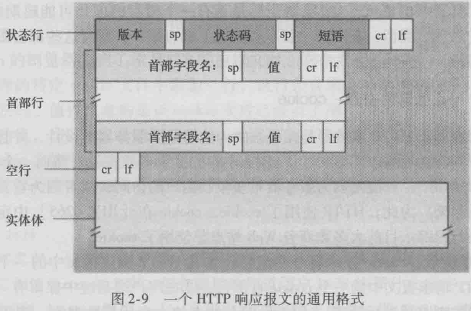 状态行 版本 sp 状态码 sp 短语 cr lf
首部字段名: sp 值 cr lf
首部行
首部字段名: sp 值 cr lf
空行 cr lf
实体体
图 2-9 一个 HTTP 响应报文的通用格式